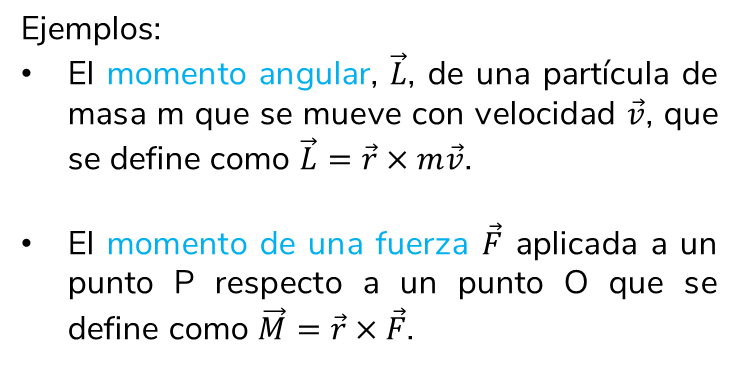 Ejemplos:
• El momento angular, $\vec{L}$, de una partícula de
masa m que se mueve con velocidad $\vec{v}$, que
se define como $\vec{L} = \vec{r} \times m\vec{v}$.
• El momento de una fuerza $\vec{F}$ aplicada a un
punto P respecto a un punto O que se
define como $\vec{M} = \vec{r} \times \vec{F}$.